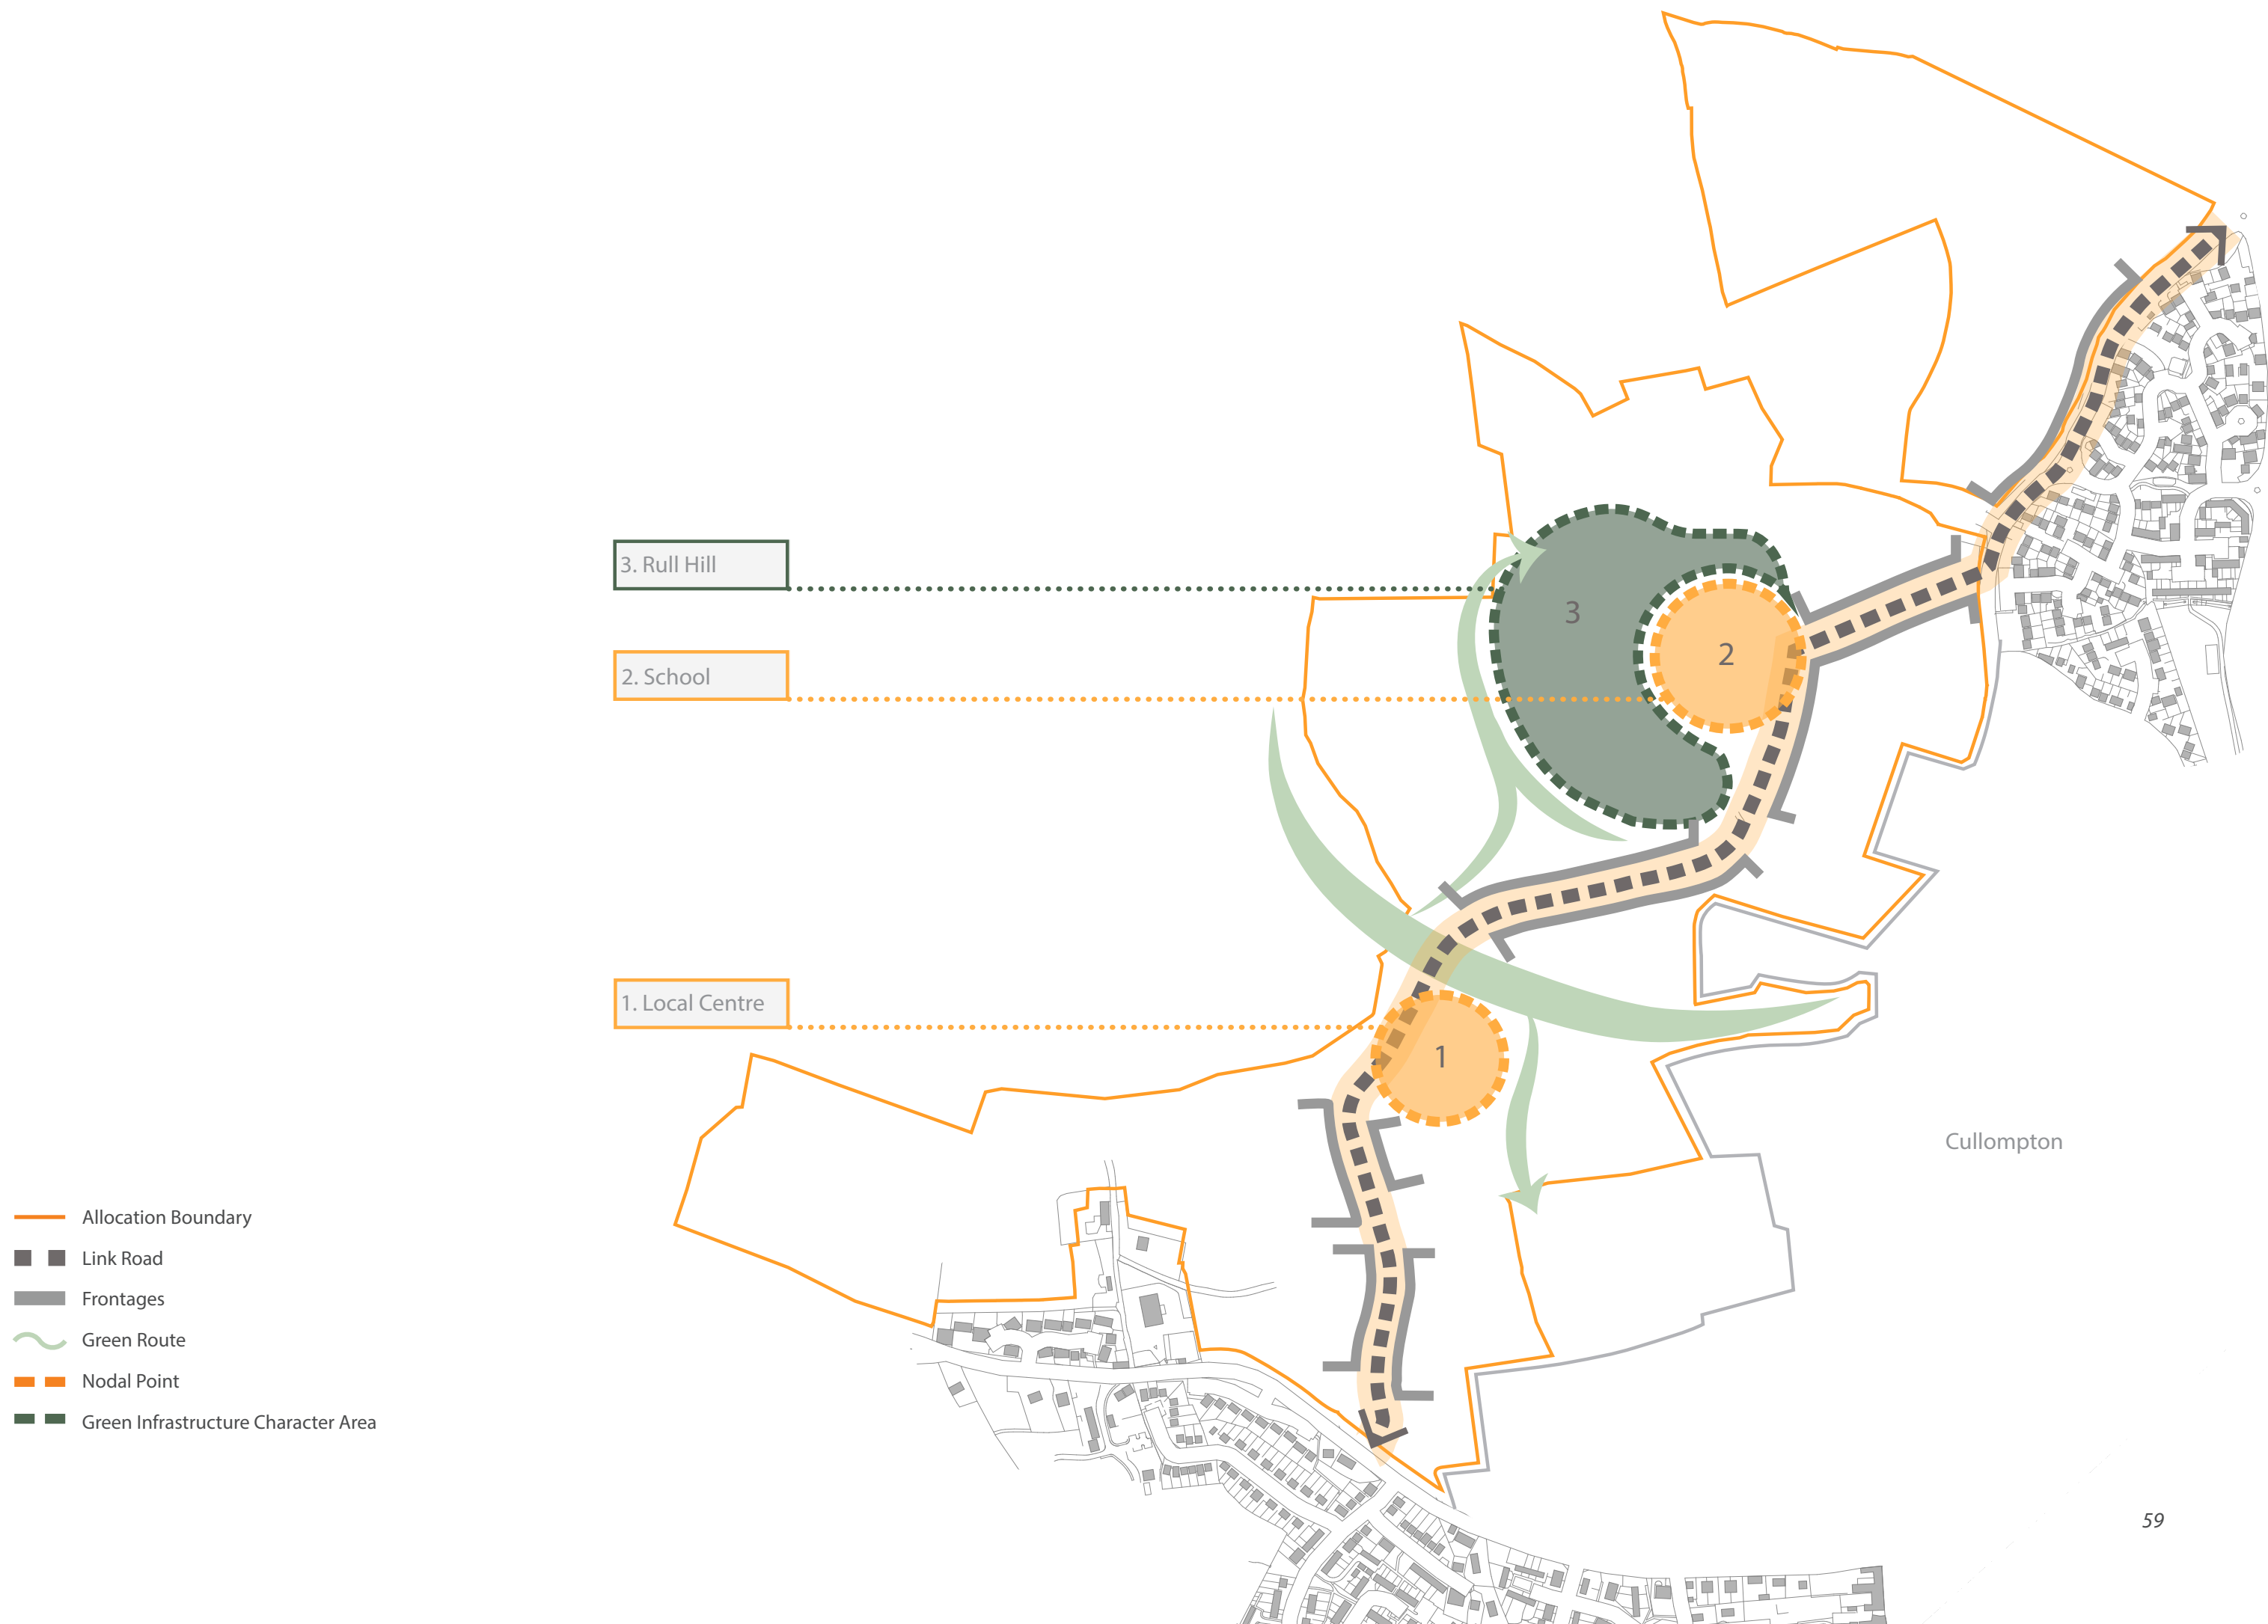 3. Rull Hill
3
2. School
2
1. Local Centre
1
Cullompton
Allocation Boundary
Link Road
Frontages
Green Route
Nodal Point
Green Infrastructure Character Area
59